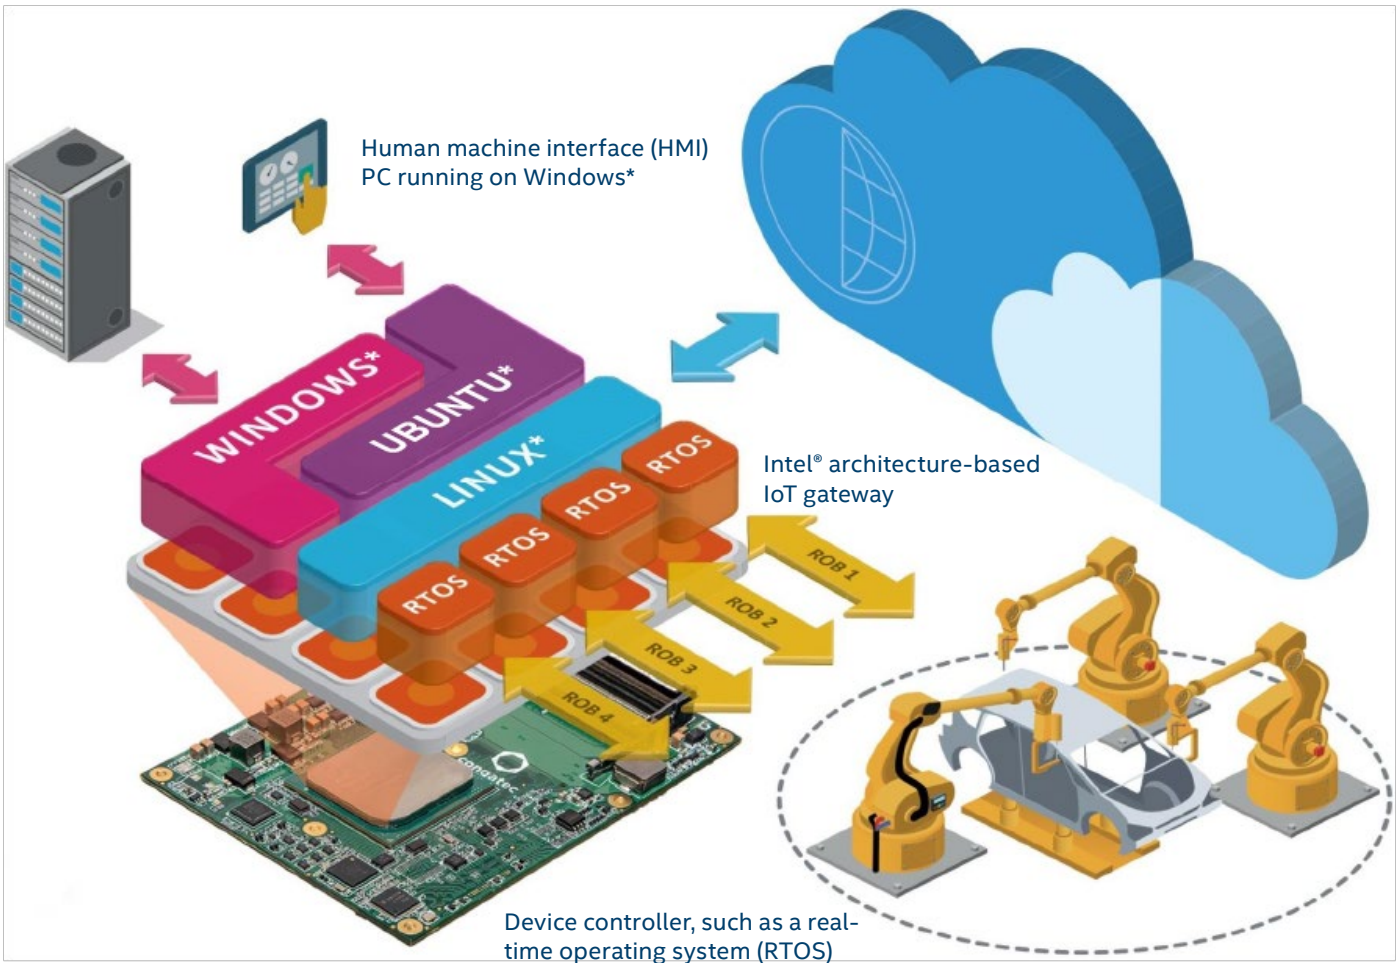 Human machine interface (HMI)
PC running on Windows*
WINDOWS*
UBUNTU*
LINUX*
RTOS
RTOS
RTOS
RTOS
Intel® architecture-based
IoT gateway
ROB 1
ROB 2
ROB 3
ROB 4
congatec
Device controller, such as a real-
time operating system (RTOS)